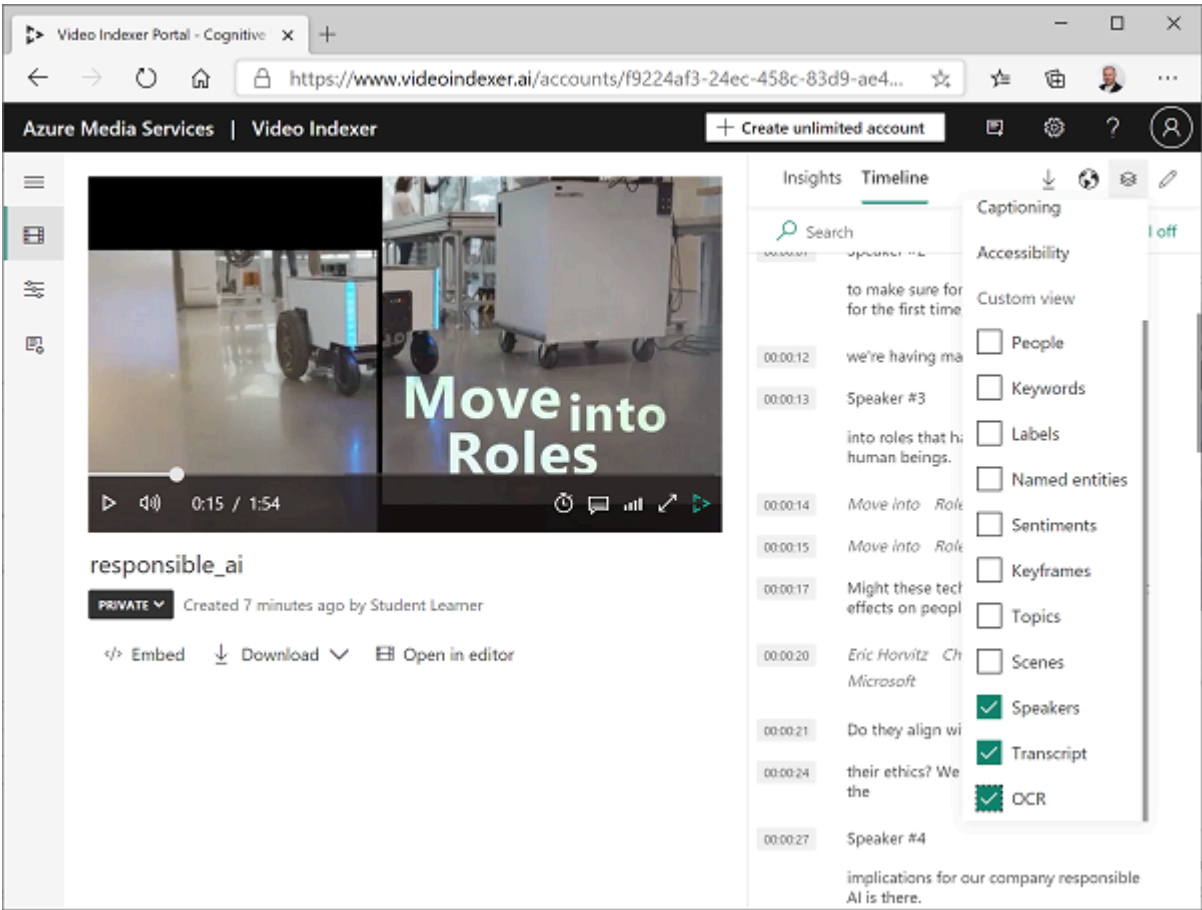 Video Indexer Portal - Cognitive
https://www.videoindexer.ai/accounts/f9224af3-24ec-458c-83d9-ae4...
Azure Media Services | Video Indexer
+ Create unlimited account
?
Insights Timeline
Search
Captioning
Accessibility
Custom view
People
Keywords
Labels
Named entities
Sentiments
Keyframes
Topics
Scenes
Speakers
Transcript
OCR
l off
00:00:01 Speaker #2
to make sure for
for the first time
00:00:12 we're having ma
00:00:13 Speaker #3
into roles that ha
human beings.
00:00:14 Move into Role
00:00:15 Move into Role
00:00:17 Might these tech
effects on peopl
00:00:20 Eric Horvitz Ch
Microsoft
00:00:21 Do they align wi
00:00:24 their ethics? We
the
00:00:27 Speaker #4
implications for our company responsible
AI is there.
Move into
Roles
0:15 / 1:54
responsible_ai
PRIVATE
Created 7 minutes ago by Student Learner
</> Embed
Download
Open in editor